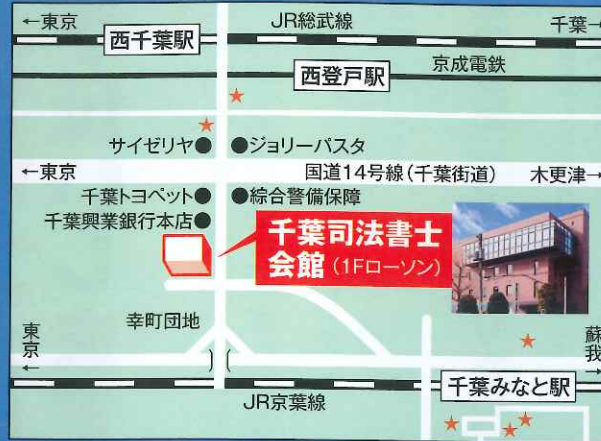 ←東京
JR総武線
千葉→
西千葉駅
西登戸駅
京成電鉄
サイゼリヤ●
●ジョリーパスタ
←東京
国道14号線(千葉街道)
木更津→
千葉トヨペット●
●綜合警備保障
千葉興業銀行本店●
千葉司法書士
会館(1Fローソン)
幸町団地
東京
←
蘇我
→
千葉みなと駅
JR京葉線